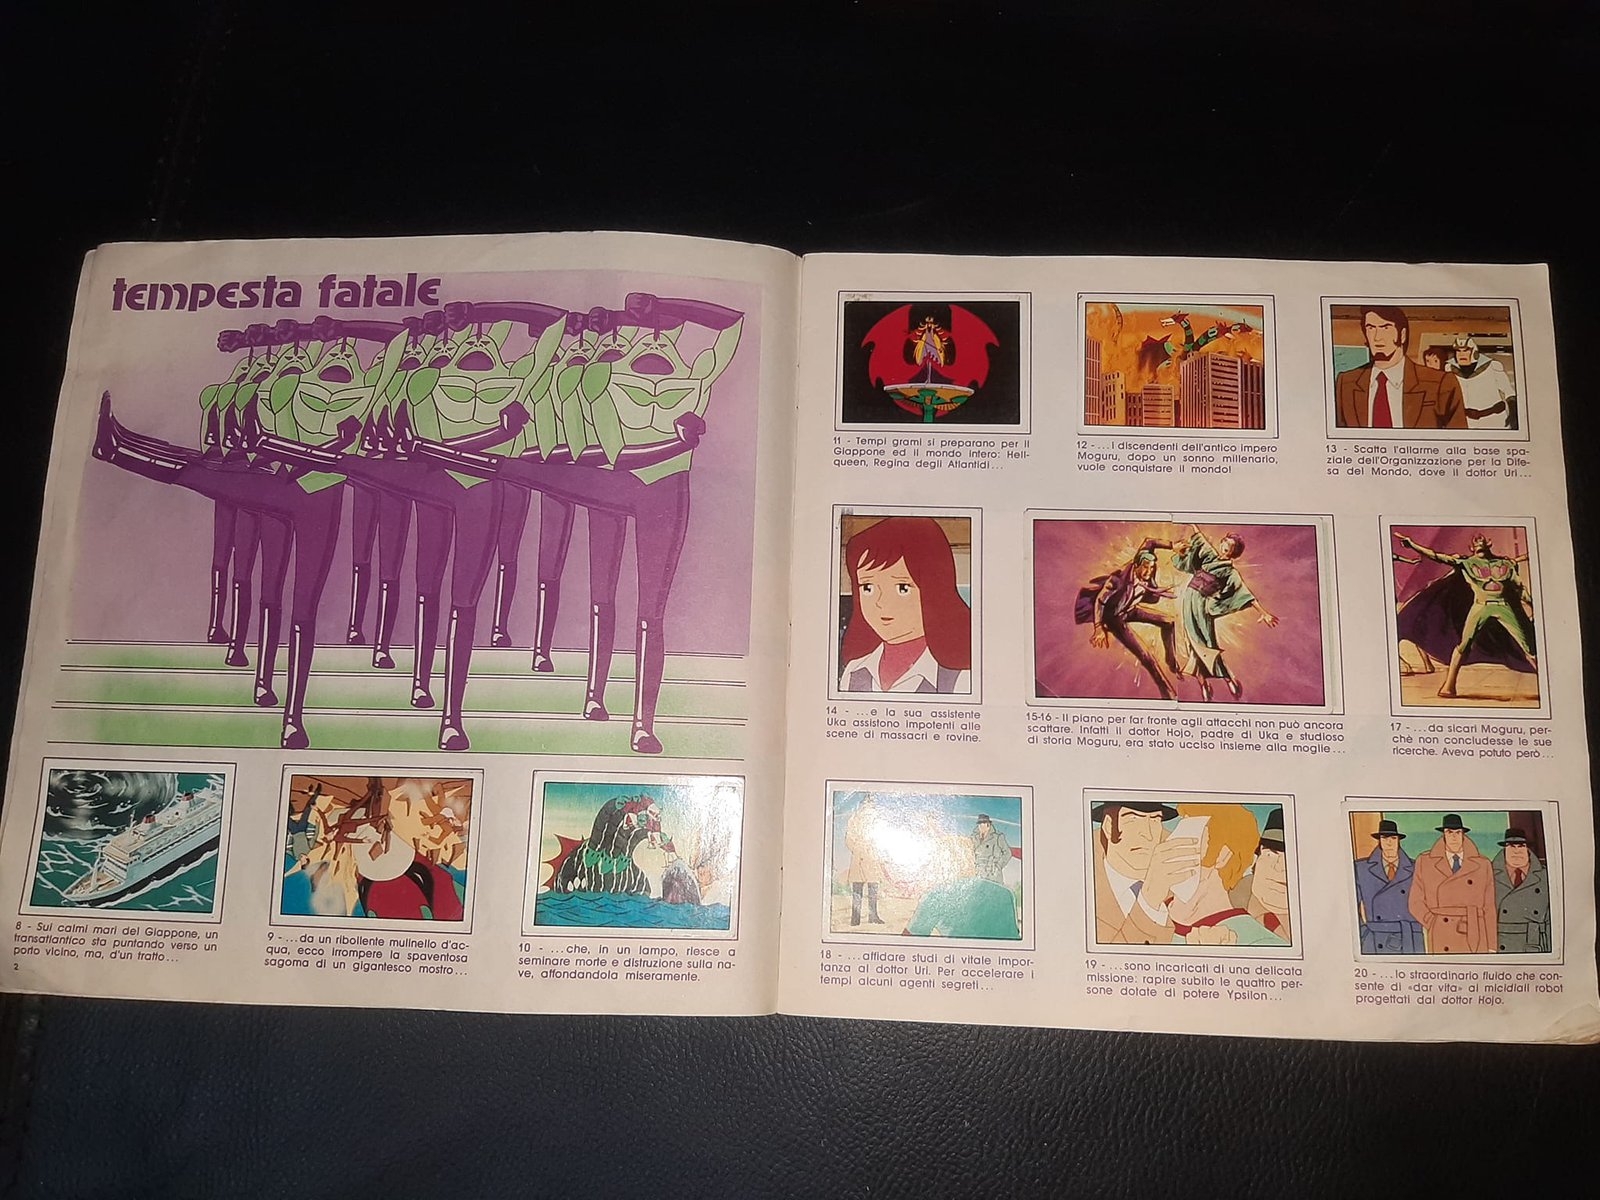 tempesta fatale
8 - Sui calmi mari del Giappone, un
transatlantico sta puntando verso un
porto vicino, ma, d'un tratto...
2
9 - ...da un ribollente mulinello d'ac-
qua, ecco irrompere la spaventosa
sagoma di un gigantesco mostro...
10 - ...che, in un lampo, riesce a
seminare morte e distruzione sulla na-
ve, affondandola miseramente.
11 - Tempi grami si preparano per il
Giappone ed il mondo intero: Hell-
queen, Regina degli Atlantidi...
12 - ...i discendenti dell'antico impero
Moguru, dopo un sonno millenario,
vuole conquistare il mondo!
13 - Scatta l'allarme alla base spa-
ziale dell'Organizzazione per la Dife-
sa del Mondo, dove il dottor Uri...
14 - ...e la sua assistente
Uka assistono impotenti alle
scene di massacri e rovine.
15-16 - Il piano per far fronte agli attacchi non può ancora
scattare. Infatti il dottor Hojo, padre di Uka e studioso
di storia Moguru, era stato ucciso insieme alla moglie...
17 - ...da sicari Moguru, per-
chè non concludesse le sue
ricerche. Aveva potuto però...
18 - ...affidare studi di vitale impor-
tanza al dottor Uri. Per accelerare i
tempi alcuni agenti segreti...
19 - ...sono incaricati di una delicata
missione: rapire subito le quattro per-
sone dotate di potere Ypsilon...
20 - ...lo straordinario fluido che con-
sente di «dar vita» ai micidiali robot
progettati dal dottor Hojo.